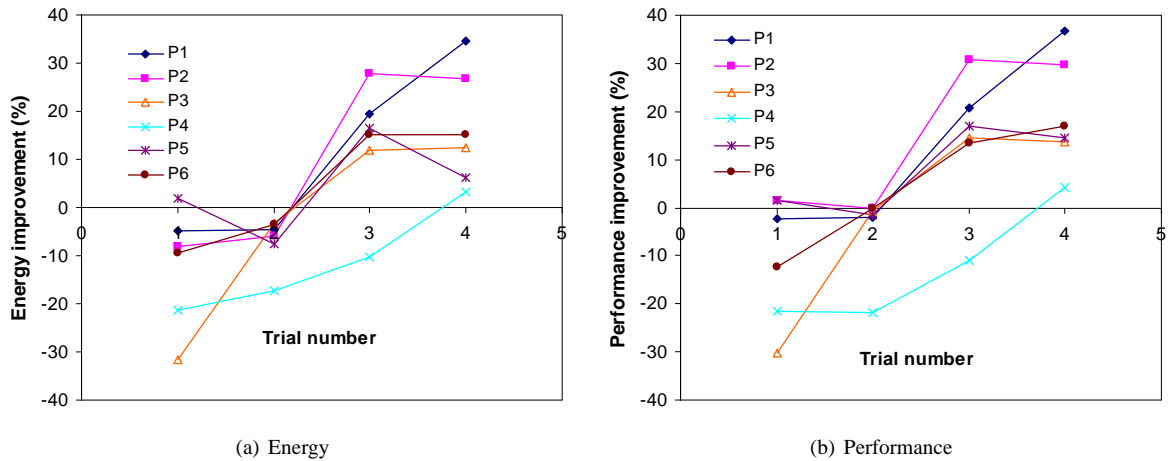 40
30
20
10
0
-10
-20
-30
-40
0 1 2 3 4 5
Energy improvement (%)
Trial number
P1
P2
P3
P4
P5
P6
(a) Energy
40
30
20
10
0
-10
-20
-30
-40
0 1 2 3 4 5
Performance improvement (%)
Trial number
P1
P2
P3
P4
P5
P6
(b) Performance